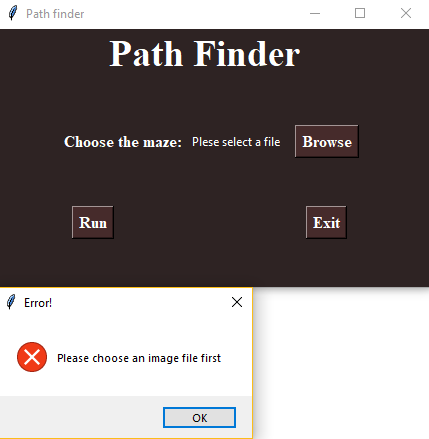 Path finder
Path Finder
Choose the maze: Plese select a file Browse
Run Exit
Error!
Please choose an image file first
OK